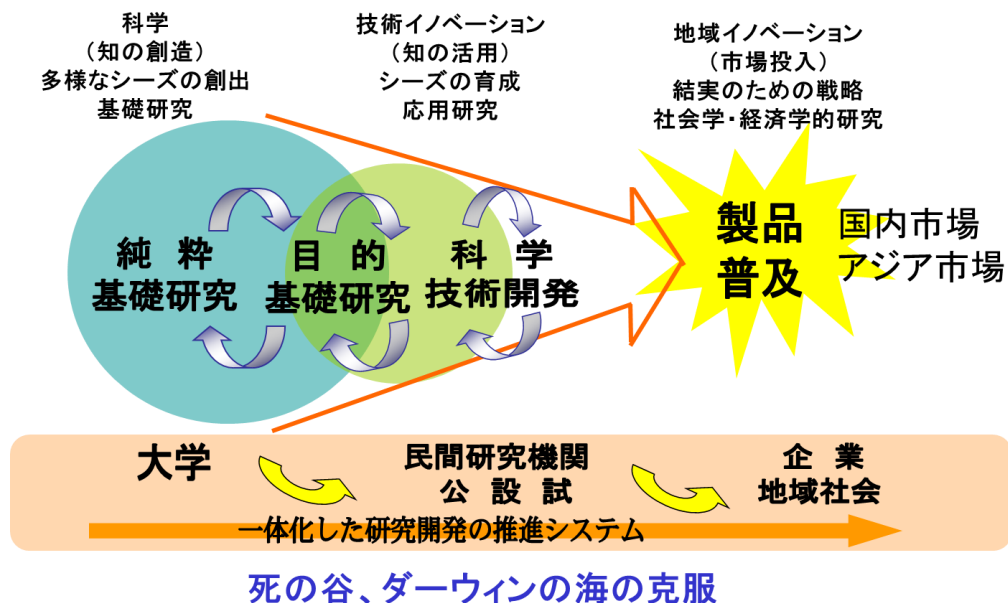 科学
（知の創造）
多様なシーズの創出
基礎研究
技術イノベーション
（知の活用）
シーズの育成
応用研究
地域イノベーション
（市場投入）
結実のための戦略
社会学・経済学的研究
純 粋
基礎研究
目 的
基礎研究
科 学
技術開発
製品
普及
国内市場
アジア市場
大学
民間研究機関
公 設 試
企 業
地域社会
一体化した研究開発の推進システム
死の谷、ダーウィンの海の克服